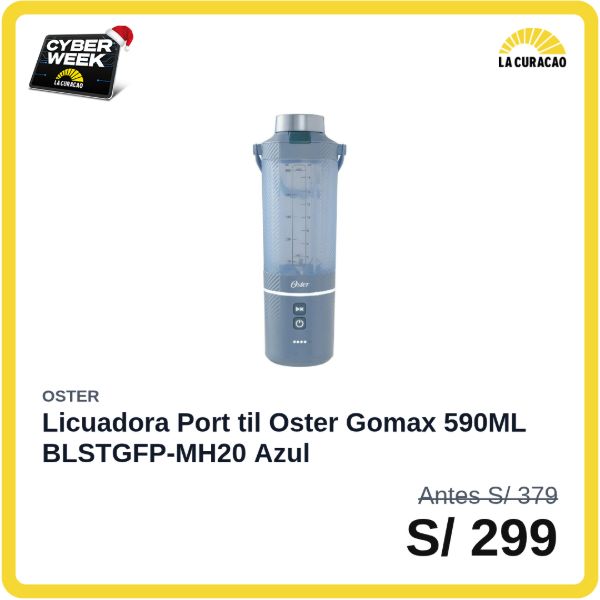 CYBER
WEEK
LA CURACAO
LA CURACAO
Oster
OSTER
Licuadora Port til Oster Gomax 590ML
BLSTGFP-MH20 Azul
Antes S/ 379
S/ 299